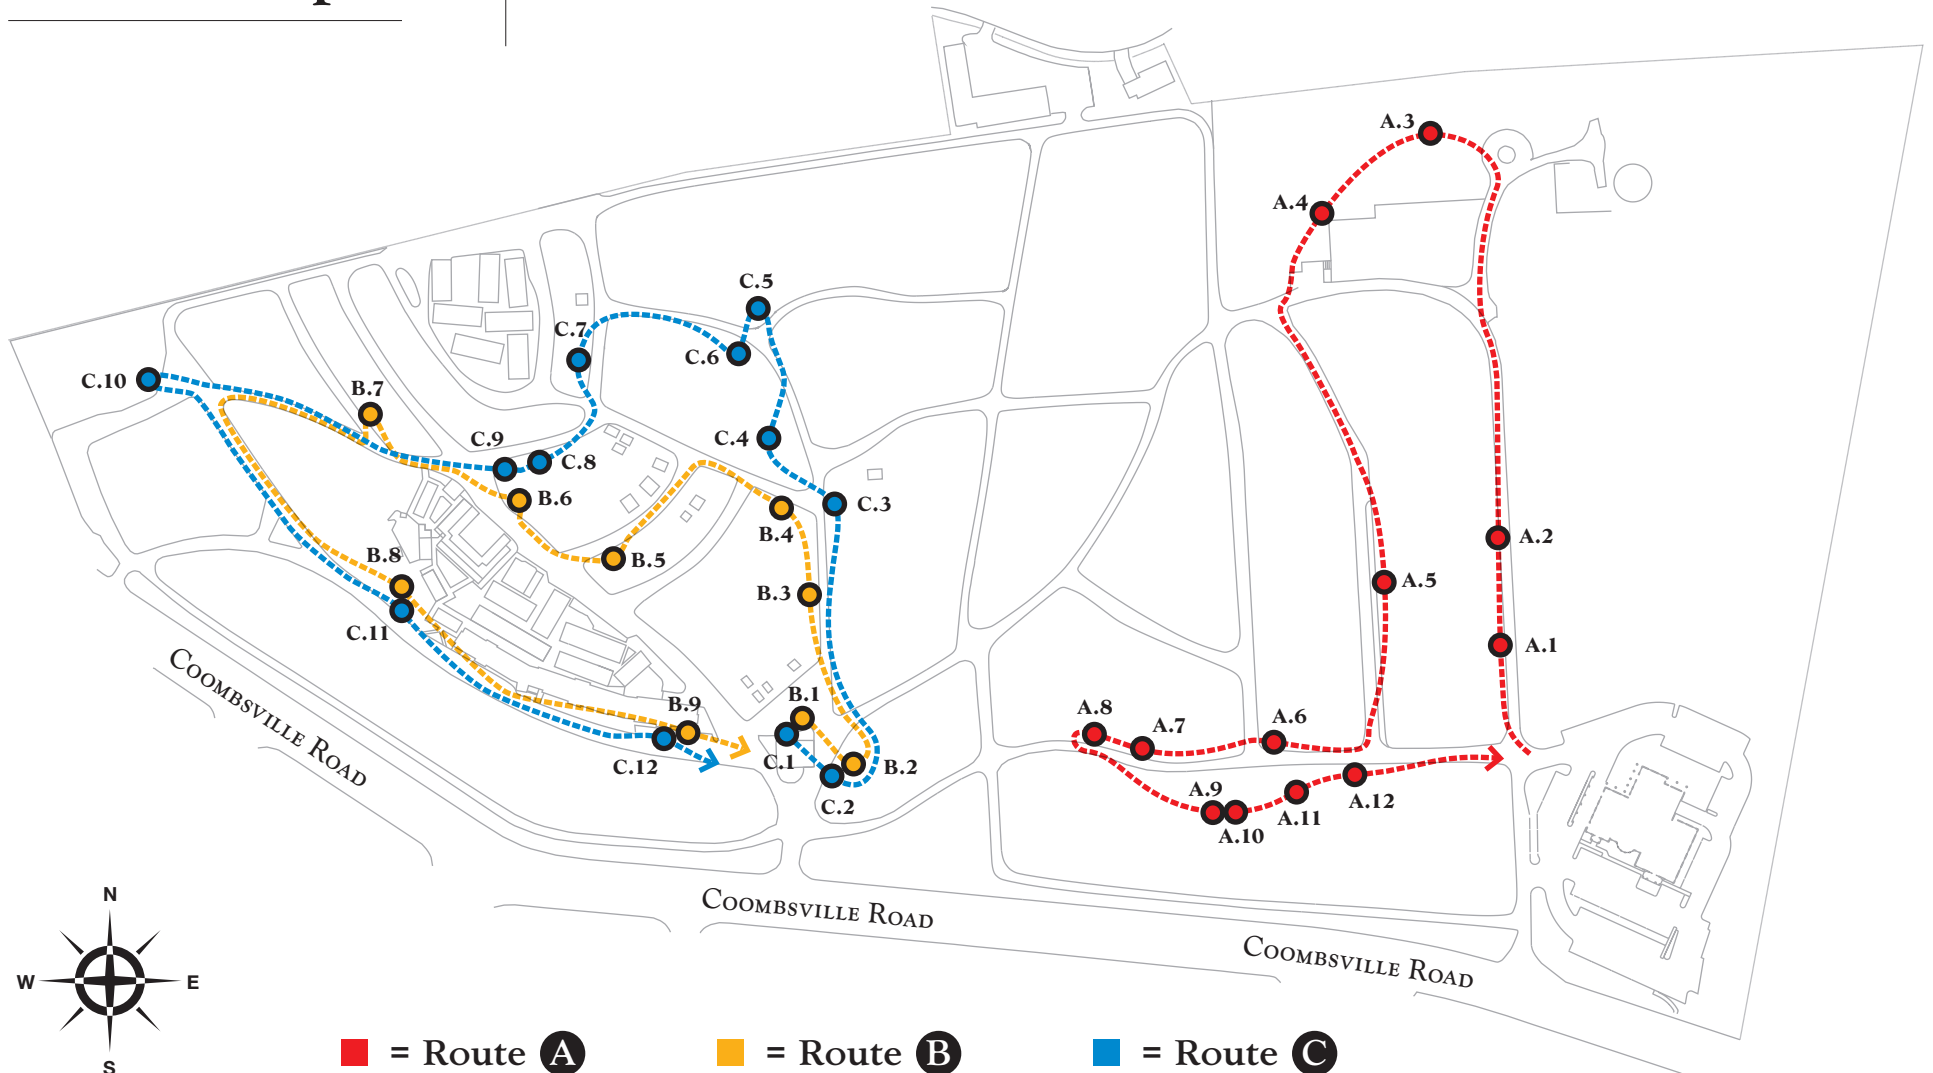 A.3
A.4
C.5
C.7
C.6
C.10
B.7
C.9
C.8
C.4
B.6
C.3
B.4
A.2
B.8
B.5
B.3
A.5
C.11
A.1
Coombsville Road
B.9
B.1
A.8
A.7
A.6
C.12
C.1
B.2
C.2
A.9
A.10
A.11
A.12
Coombsville Road
Coombsville Road
N
W
E
S
= Route A
= Route B
= Route C